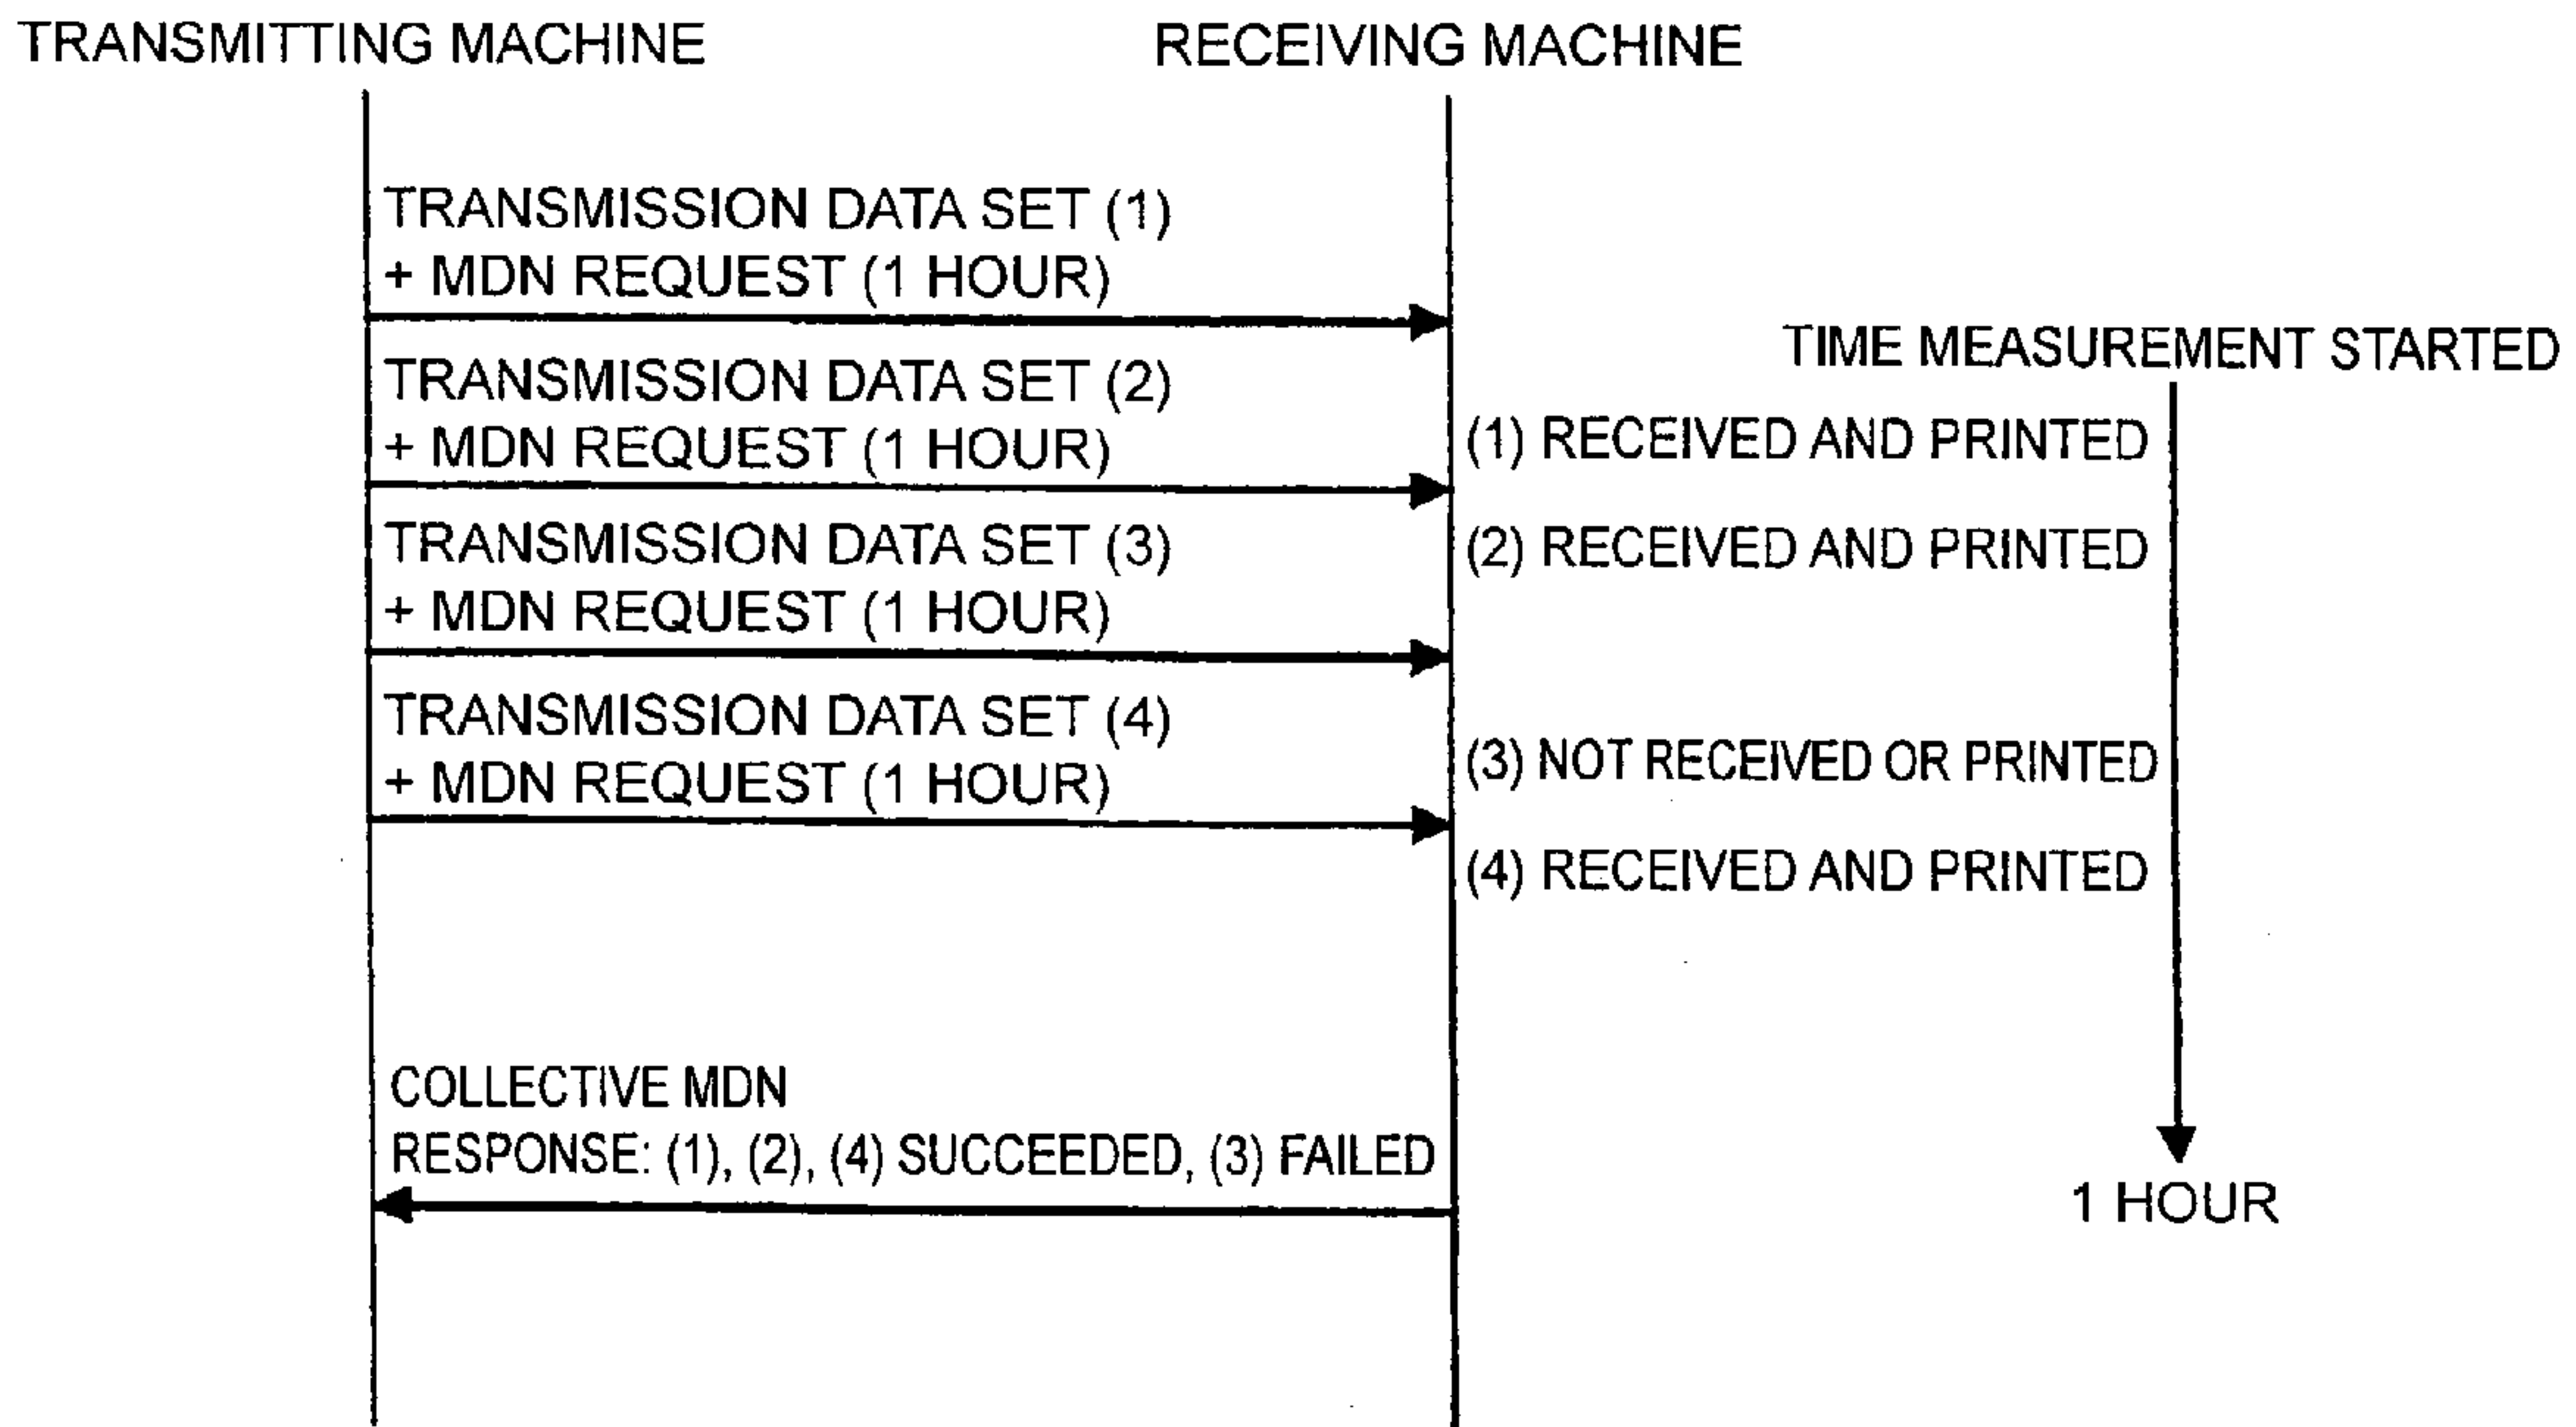 TRANSMITTING MACHINE
RECEIVING MACHINE
TRANSMISSION DATA SET (1)
+ MDN REQUEST (1 HOUR)
TIME MEASUREMENT STARTED
TRANSMISSION DATA SET (2)
+ MDN REQUEST (1 HOUR)
(1) RECEIVED AND PRINTED
TRANSMISSION DATA SET (3)
+ MDN REQUEST (1 HOUR)
(2) RECEIVED AND PRINTED
TRANSMISSION DATA SET (4)
+ MDN REQUEST (1 HOUR)
(3) NOT RECEIVED OR PRINTED
(4) RECEIVED AND PRINTED
COLLECTIVE MDN
RESPONSE: (1), (2), (4) SUCCEEDED, (3) FAILED
1 HOUR